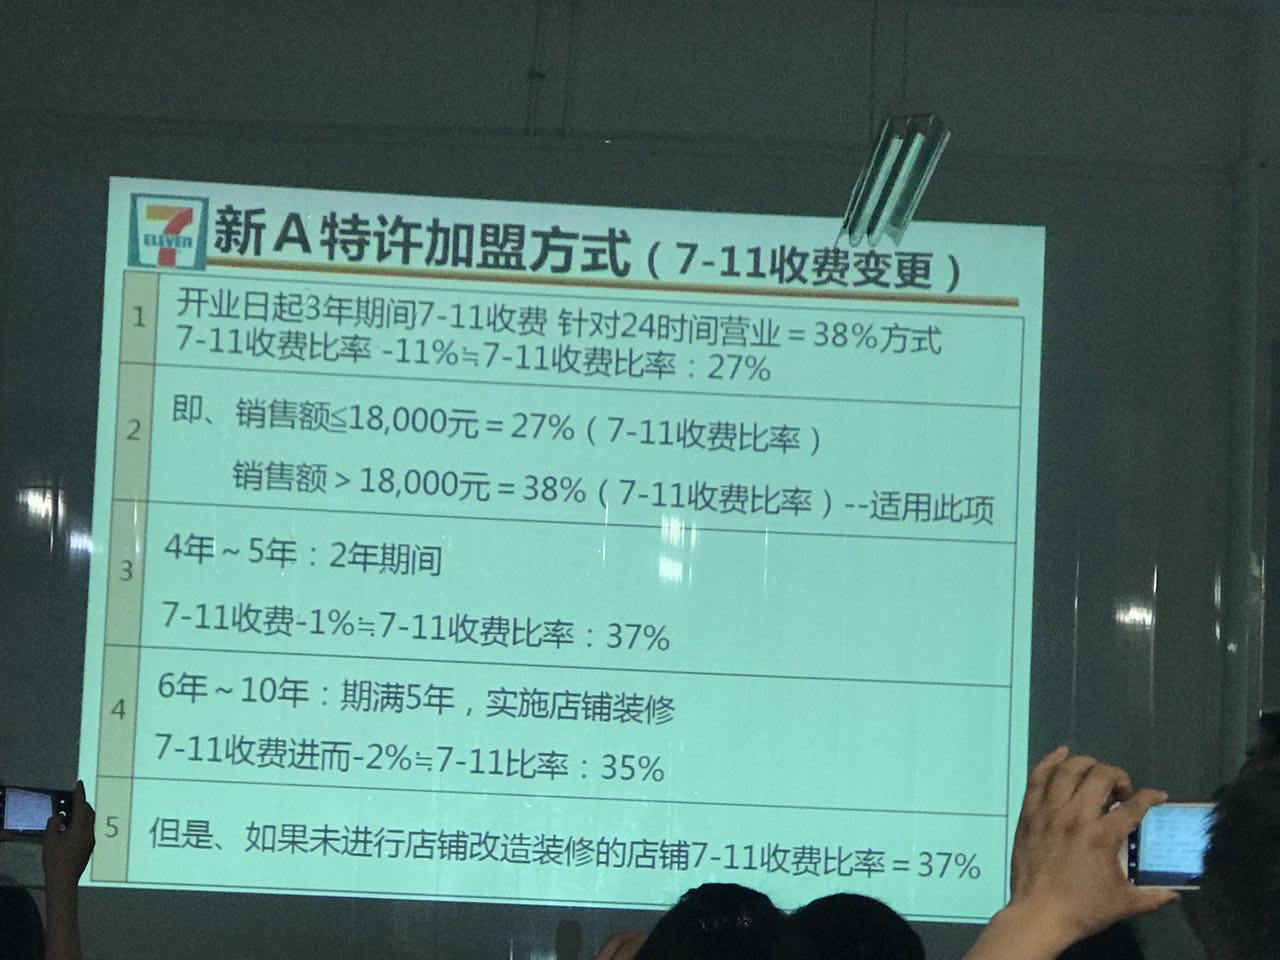 7
ELEVEN
新A特许加盟方式（7-11收费变更）
1
开业日起3年期间7-11收费 针对24时间营业＝38%方式
7-11收费比率 -11%≒7-11收费比率：27%
2
即、销售额≦18,000元＝27%（7-11收费比率）
销售额＞18,000元＝38%（7-11收费比率）--适用此项
3
4年～5年：2年期间
7-11收费-1%≒7-11收费比率：37%
4
6年～10年：期满5年，实施店铺装修
7-11收费进而-2%≒7-11比率：35%
5
但是、如果未进行店铺改造装修的店铺7-11收费比率＝37%